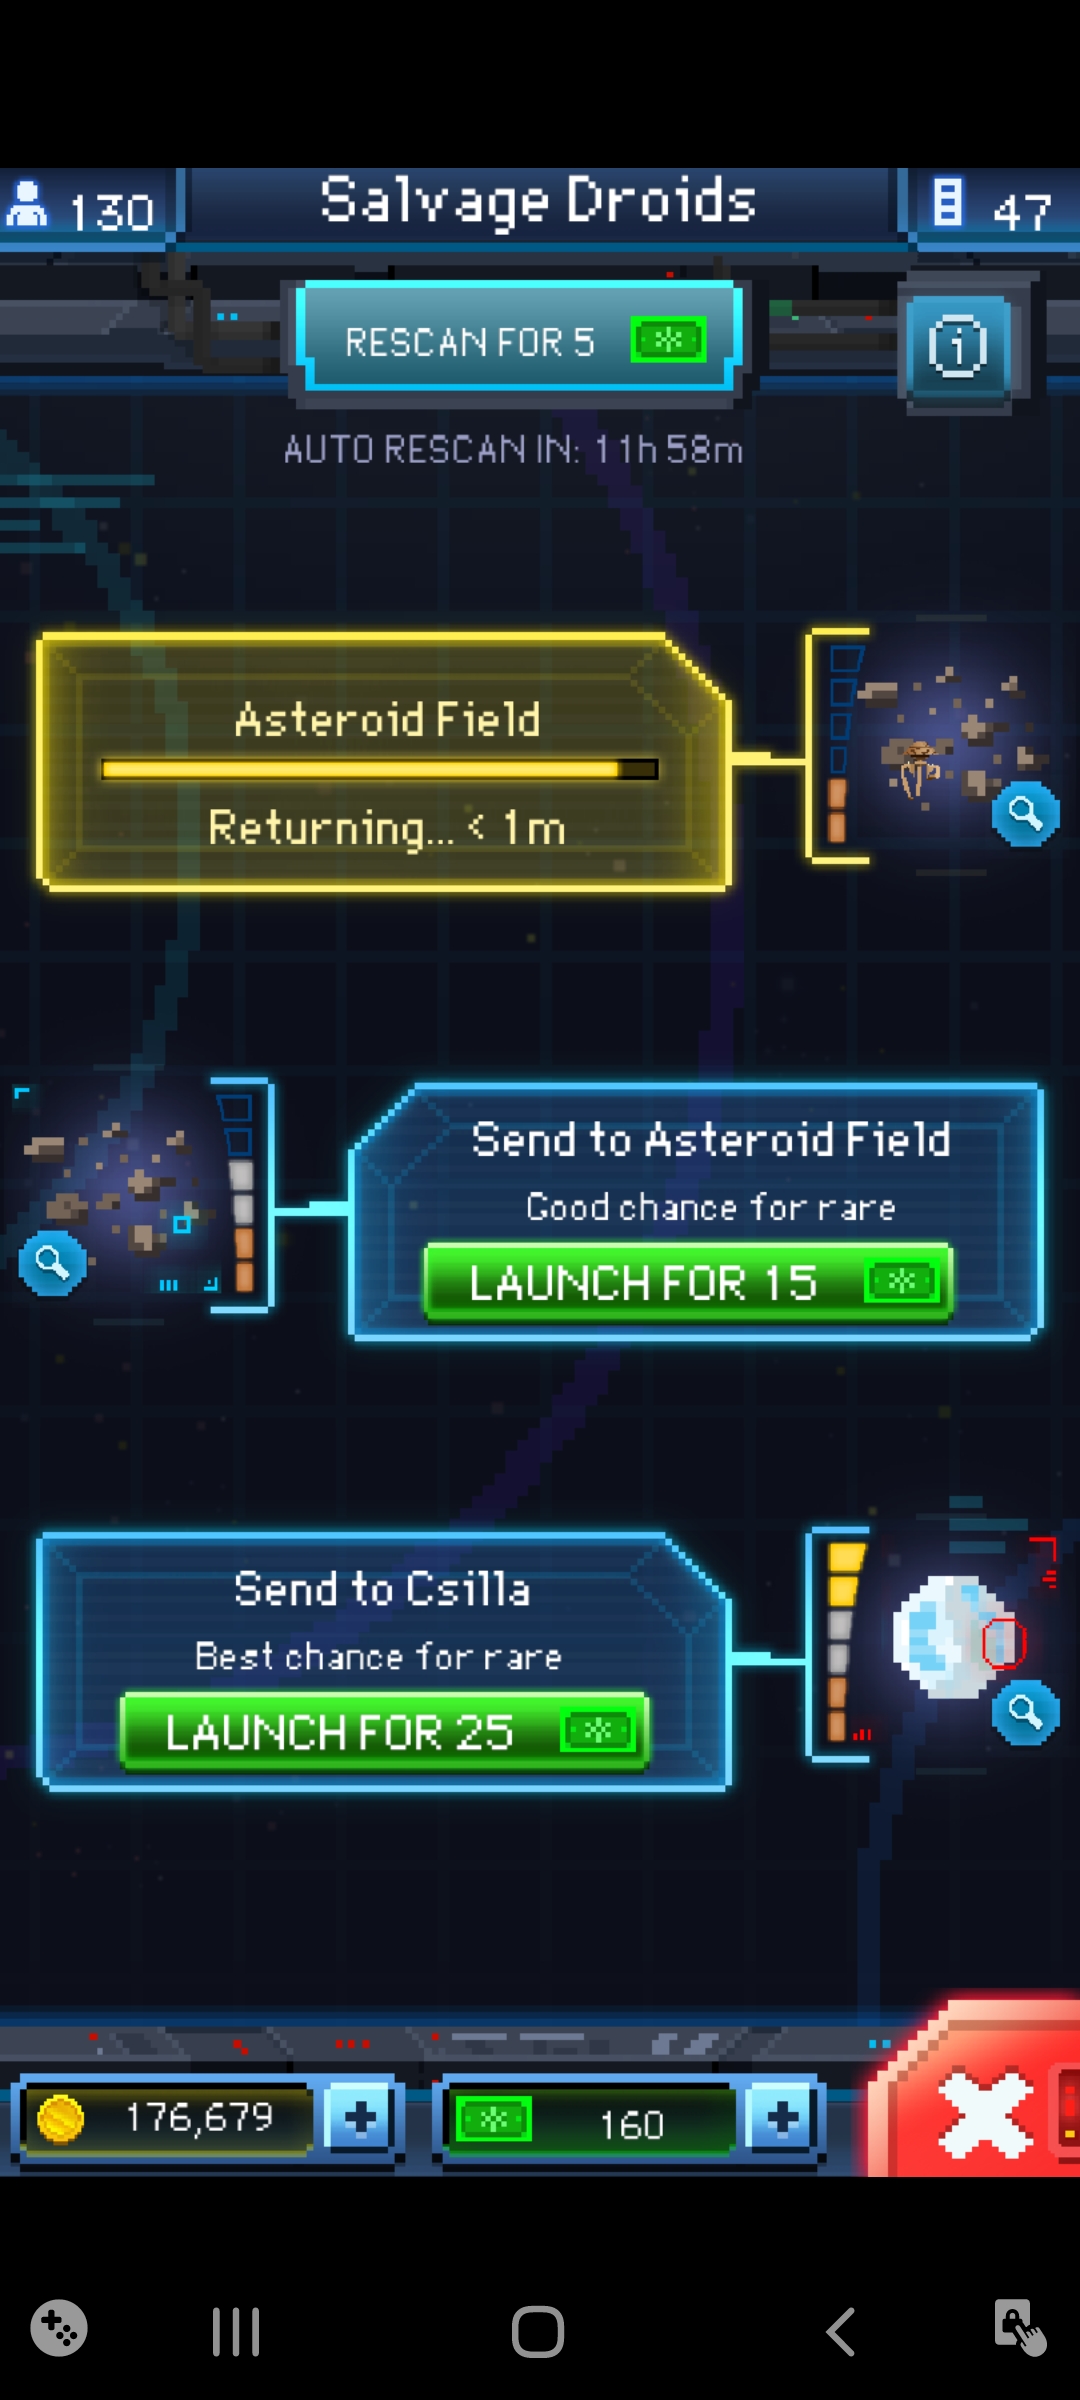 130
Salvage Droids
47
RESCAN FOR 5
AUTO RESCAN IN: 11h 58m
Asteroid Field
Returning... < 1m
Send to Asteroid Field
Good chance for rare
LAUNCH FOR 15
Send to Csilla
Best chance for rare
LAUNCH FOR 25
176,679
160